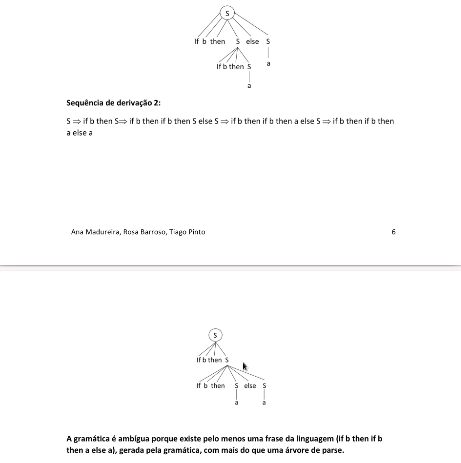 S
If b then S else S
If b then S a
a
Sequência de derivação 2:
S ⇒ if b then S⇒ if b then if b then S else S ⇒ if b then if b then a else S ⇒ if b then if b then
a else a
Ana Madureira, Rosa Barroso, Tiago Pinto 6
S
If b then S
If b then S else S
a a
A gramática é ambígua porque existe pelo menos uma frase da linguagem (if b then if b
then a else a), gerada pela gramática, com mais do que uma árvore de parse.